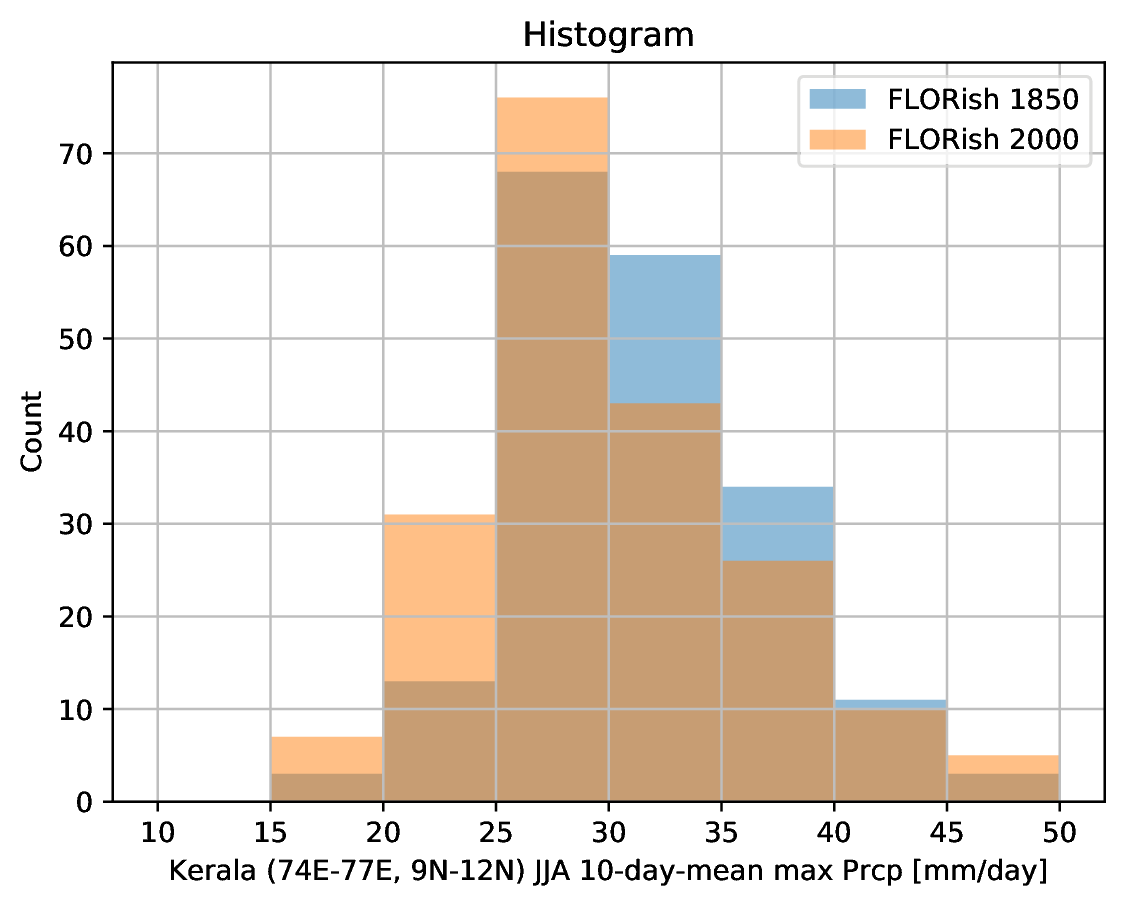 Histogram
FLORish 1850
FLORish 2000
70
60
50
40
30
20
10
0
Count
10 15 20 25 30 35 40 45 50
Kerala (74E-77E, 9N-12N) JJA 10-day-mean max Prcp [mm/day]